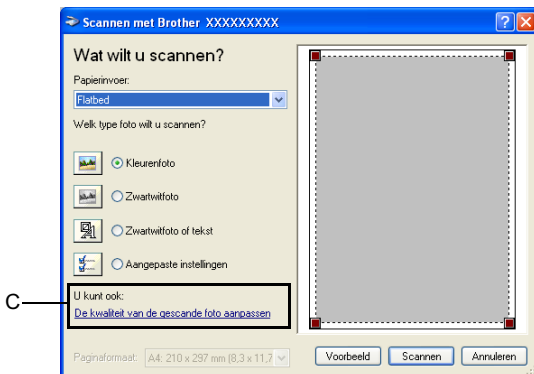 Scannen met Brother XXXXXXXXX
Wat wilt u scannen?
Papierinvoer:
Flatbed
Welk type foto wilt u scannen?
Kleurenfoto
Zwartwitfoto
Zwartwitfoto of tekst
Aangepaste instellingen
C
U kunt ook:
De kwaliteit van de gescande foto aanpassen
Paginaformaat: A4: 210 x 297 mm (8,3 x 11,7
Voorbeeld Scannen Annuleren